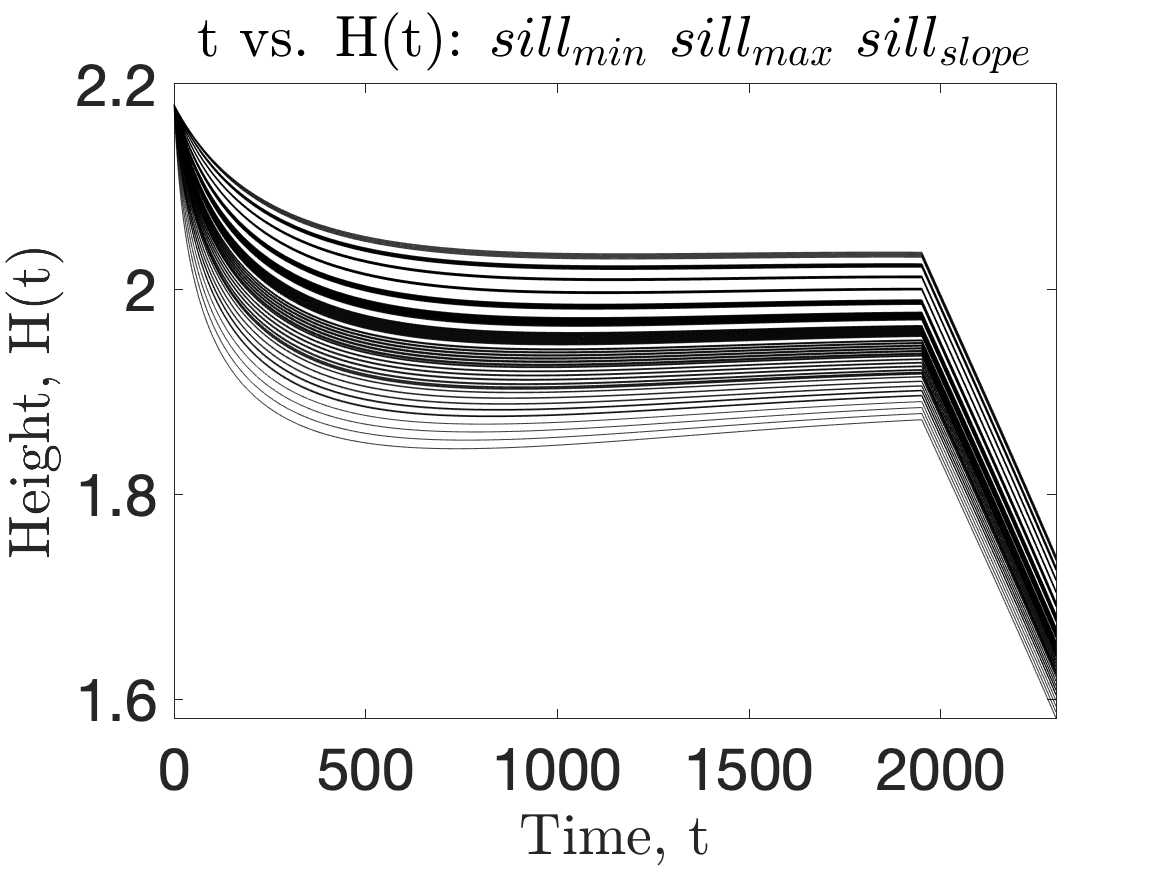 t vs. H(t): sill_min sill_max sill_slope
2.2
2
1.8
1.6
Height, H(t)
0 500 1000 1500 2000
Time, t